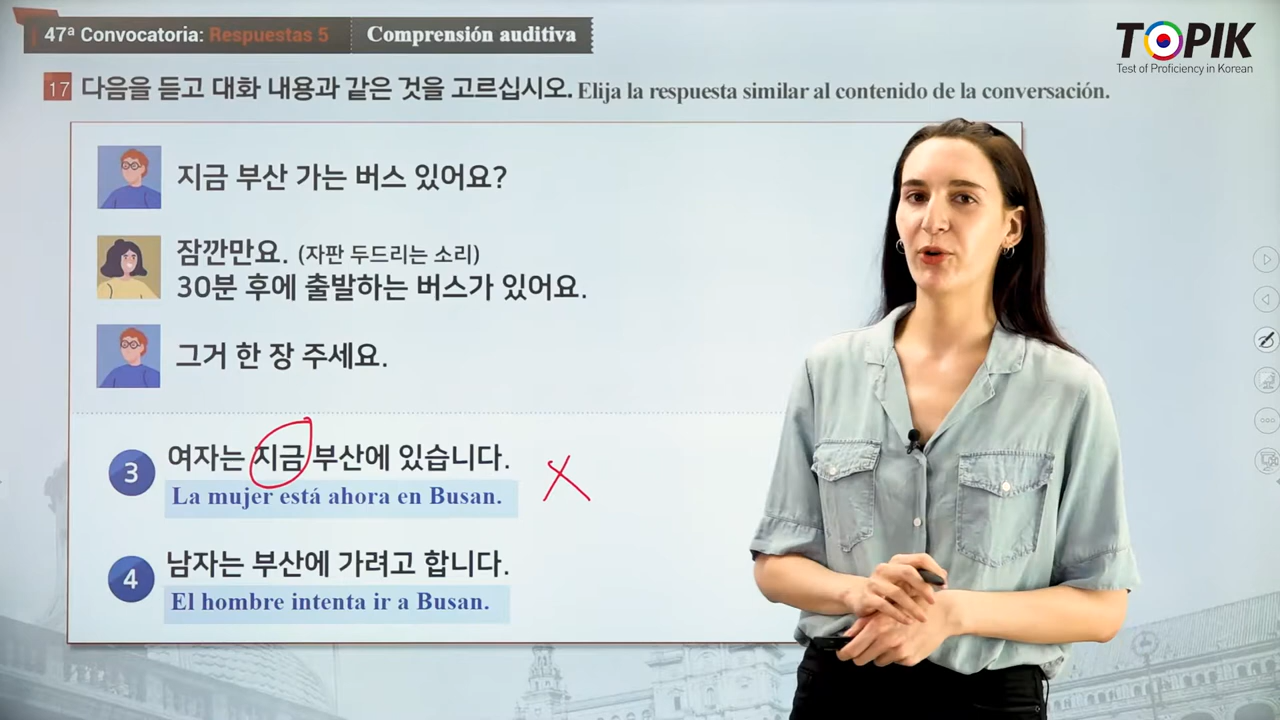 47ª Convocatoria: Respuestas 5 Comprensión auditiva
TOPIK
Test of Proficiency in Korean
17 다음을 듣고 대화 내용과 같은 것을 고르십시오. Elija la respuesta similar al contenido de la conversación.
지금 부산 가는 버스 있어요?
잠깐만요. (자판 두드리는 소리)
30분 후에 출발하는 버스가 있어요.
그거 한 장 주세요.
3 여자는 지금 부산에 있습니다.
La mujer está ahora en Busan.
4 남자는 부산에 가려고 합니다.
El hombre intenta ir a Busan.